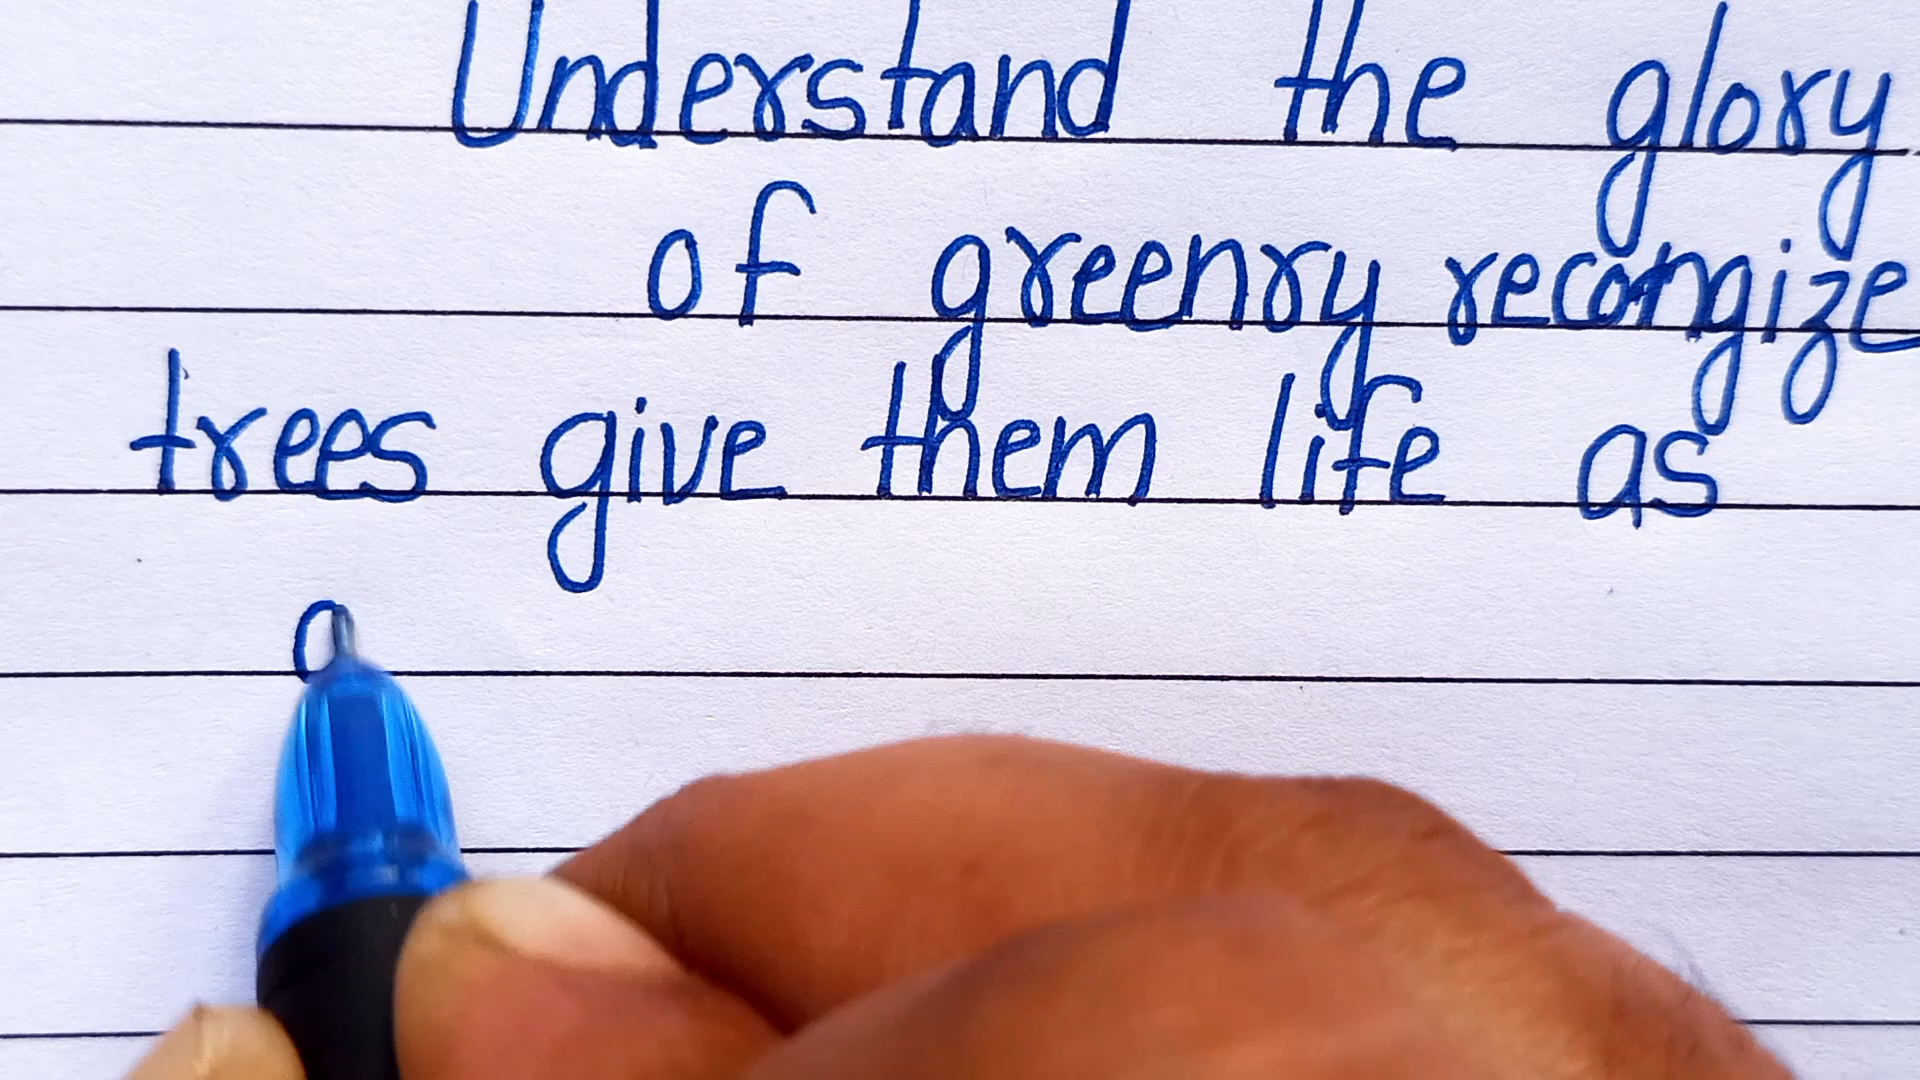 Understand the glory
of greenry recongize
trees give them life as